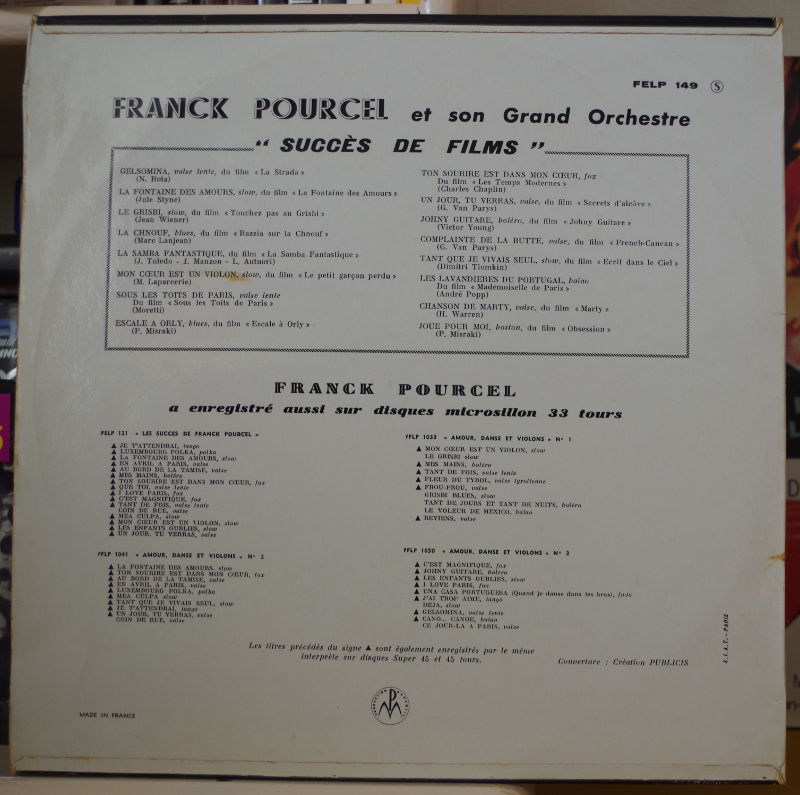 FELP 149 Ⓢ
FRANCK POURCEL et son Grand Orchestre
“ SUCCÈS DE FILMS ”
GELSOMINA, valse lente, du film « La Strada »
(N. Rota)
LA FONTAINE DES AMOURS, slow, du film « La Fontaine des Amours »
(Jule Styne)
LE GRISBI, slow, du film « Touchez pas au Grisbi »
(Jean Wiener)
LA CHNOUF, blues, du film « Razzia sur la Chnouf »
(Marc Lanjean)
LA SAMBA FANTASTIQUE, du film « La Samba Fantastique »
(J. Toledo - J. Manzon - L. Antuori)
MON CŒUR EST UN VIOLON, slow, du film « Le petit garçon perdu »
(M. Laparcerie)
SOUS LES TOITS DE PARIS, valse lente
Du film « Sous les Toits de Paris »
(Moretti)
ESCALE A ORLY, blues, du film « Escale à Orly »
(P. Misraki)
TON SOURIRE EST DANS MON CŒUR, fox
Du film « Les Temps Modernes »
(Charles Chaplin)
UN JOUR, TU VERRAS, valse, du film « Secrets d'alcôve »
(G. Van Parys)
JOHNY GUITARE, boléro, du film « Johny Guitare »
(Victor Young)
COMPLAINTE DE LA BUTTE, valse, du film « French-Cancan »
(G. Van Parys)
TANT QUE JE VIVAIS SEUL, slow, du film « Ecrit dans le Ciel »
(Dimitri Tiomkin)
LES LAVANDIERES DU PORTUGAL, baïao
Du film « Mademoiselle de Paris »
(André Popp)
CHANSON DE MARTY, valse, du film « Marty »
(H. Warren)
JOUE POUR MOI, boston, du film « Obsession »
(P. Misraki)
FRANCK POURCEL
a enregistré aussi sur disques microsillon 33 tours
FELP 121 « LES SUCCES DE FRANCK POURCEL »
▲ JE T'ATTENDRAI, tango
▲ LUXEMBOURG POLKA, polka
▲ LA FONTAINE DES AMOURS, slow
▲ EN AVRIL A PARIS, valse
▲ AU BORD DE LA TAMISE, valse
▲ MES MAINS, boléro
▲ TON SOURIRE EST DANS MON CŒUR, fox
▲ QUE TOI, valse lente
▲ I LOVE PARIS, fox
▲ C'EST MAGNIFIQUE, fox
▲ TANT DE FOIS, valse lente
COIN DE RUE, valse
▲ MEA CULPA, slow
▲ MON CŒUR EST UN VIOLON, slow
▲ LES ENFANTS OUBLIES, slow
▲ UN JOUR, TU VERRAS, valse
FFLP 1033 « AMOUR, DANSE ET VIOLONS » N° 1
▲ MON CŒUR EST UN VIOLON, slow
LE GRISBI slow
▲ MES MAINS, boléro
▲ TANT DE FOIS, valse lente
▲ FLEUR DU TYROL, valse tyrolienne
▲ FROU-FROU, valse
GRISBI BLUES, slow
TANT DE JOURS ET TANT DE NUITS, boléro
LE VOLEUR DE MEXICO, baïao
▲ REVIENS, valse
FFLP 1041 « AMOUR, DANSE ET VIOLONS » N° 2
▲ LA FONTAINE DES AMOURS, slow
▲ TON SOURIRE EST DANS MON CŒUR, fox
▲ AU BORD DE LA TAMISE, valse
▲ EN AVRIL A PARIS, valse
▲ LUXEMBOURG POLKA, polka
▲ MEA CULPA, slow
▲ TANT QUE JE VIVAIS SEUL, slow
▲ JE T'ATTENDRAI, tango
▲ UN JOUR, TU VERRAS, valse
COIN DE RUE, valse
FFLP 1050 « AMOUR, DANSE ET VIOLONS » N° 3
▲ C'EST MAGNIFIQUE, fox
▲ JOHNY GUITARE, boléro
▲ LES ENFANTS OUBLIES, slow
▲ I LOVE PARIS, fox
▲ UNA CASA PORTUGUESA (Quand je danse dans tes bras), fado
▲ J'AI TROP AIME, tango
DEJA, slow
▲ GELSOMINA, valse lente
▲ CANO... CANOE, baïao
CE JOUR-LA A PARIS, valse
Les titres précédés du signe ▲ sont également enregistrés par le même
interprète sur disques Super 45 et 45 tours.
Couverture : Création PUBLICIS
S.I.A.T. - PARIS
MADE IN FRANCE